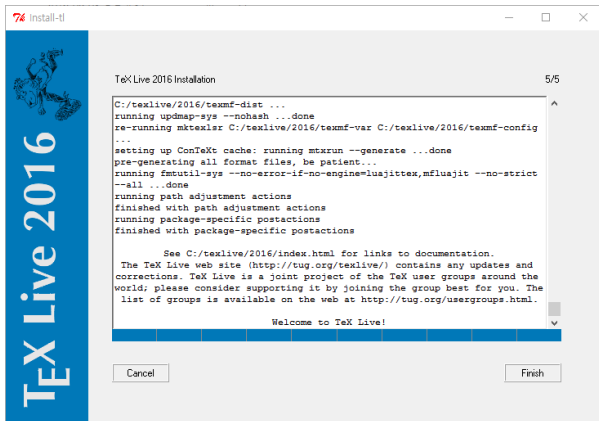 Install-tl
TeX Live 2016
TeX Live 2016 Installation 5/5
C:/texlive/2016/texmf-dist ...
running updmap-sys --nohash ...done
re-running mktexlsr C:/texlive/2016/texmf-var C:/texlive/2016/texmf-config
...
setting up ConTeXt cache: running mtxrun --generate ...done
pre-generating all format files, be patient...
running fmtutil-sys --no-error-if-no-engine=luajittex,mfluajit --no-strict
--all ...done
running path adjustment actions
finished with path adjustment actions
running package-specific postactions
finished with package-specific postactions
See C:/texlive/2016/index.html for links to documentation.
The TeX Live web site (http://tug.org/texlive/) contains any updates and
corrections. TeX Live is a joint project of the TeX user groups around the
world; please consider supporting it by joining the group best for you. The
list of groups is available on the web at http://tug.org/usergroups.html.
Welcome to TeX Live!
Cancel Finish